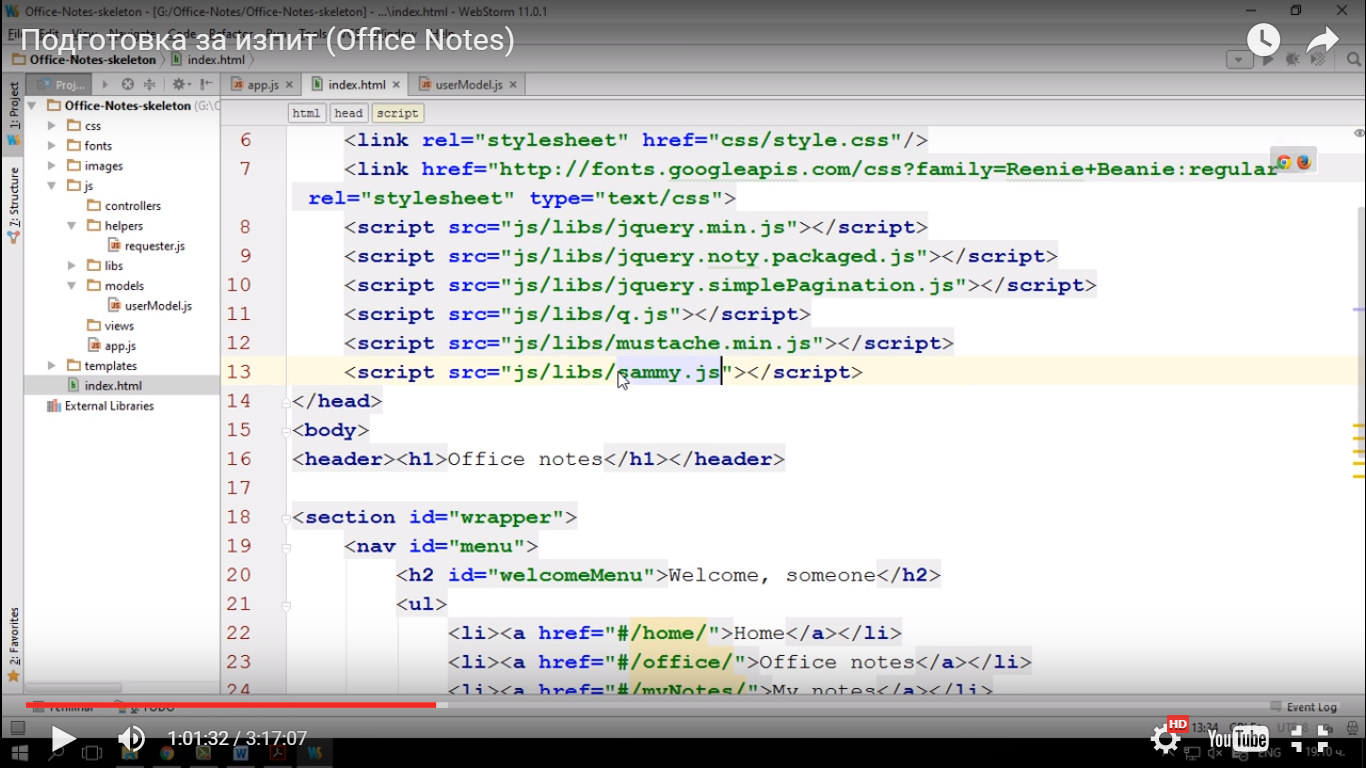 Office-Notes-skeleton - [G:/Office-Notes/Office-Notes-skeleton] - ...\index.html - WebStorm 11.0.1
Подготовка за изпит (Office Notes)
Office-Notes-skeleton index.html
1: Project
Z: Structure
2: Favorites
Proj...
app.js index.html userModel.js
Office-Notes-skeleton (G:\O
css
fonts
images
js
controllers
helpers
requester.js
libs
models
userModel.js
views
app.js
templates
index.html
External Libraries
html head script
6 <link rel="stylesheet" href="css/style.css"/>
7 <link href="http://fonts.googleapis.com/css?family=Reenie+Beanie:regular"
rel="stylesheet" type="text/css">
8 <script src="js/libs/jquery.min.js"></script>
9 <script src="js/libs/jquery.noty.packaged.js"></script>
10 <script src="js/libs/jquery.simplePagination.js"></script>
11 <script src="js/libs/q.js"></script>
12 <script src="js/libs/mustache.min.js"></script>
13 <script src="js/libs/sammy.js"></script>
14 </head>
15 <body>
16 <header><h1>Office notes</h1></header>
17
18 <section id="wrapper">
19 <nav id="menu">
20 <h2 id="welcomeMenu">Welcome, someone</h2>
21 <ul>
22 <li><a href="#/home/">Home</a></li>
23 <li><a href="#/office/">Office notes</a></li>
24 <li><a href="#/myNotes/">My notes</a></li>
Terminal TODO Event Log
1:01:32 / 3:17:07
HD
YouTube
13:34
ENG 19:10 ч.